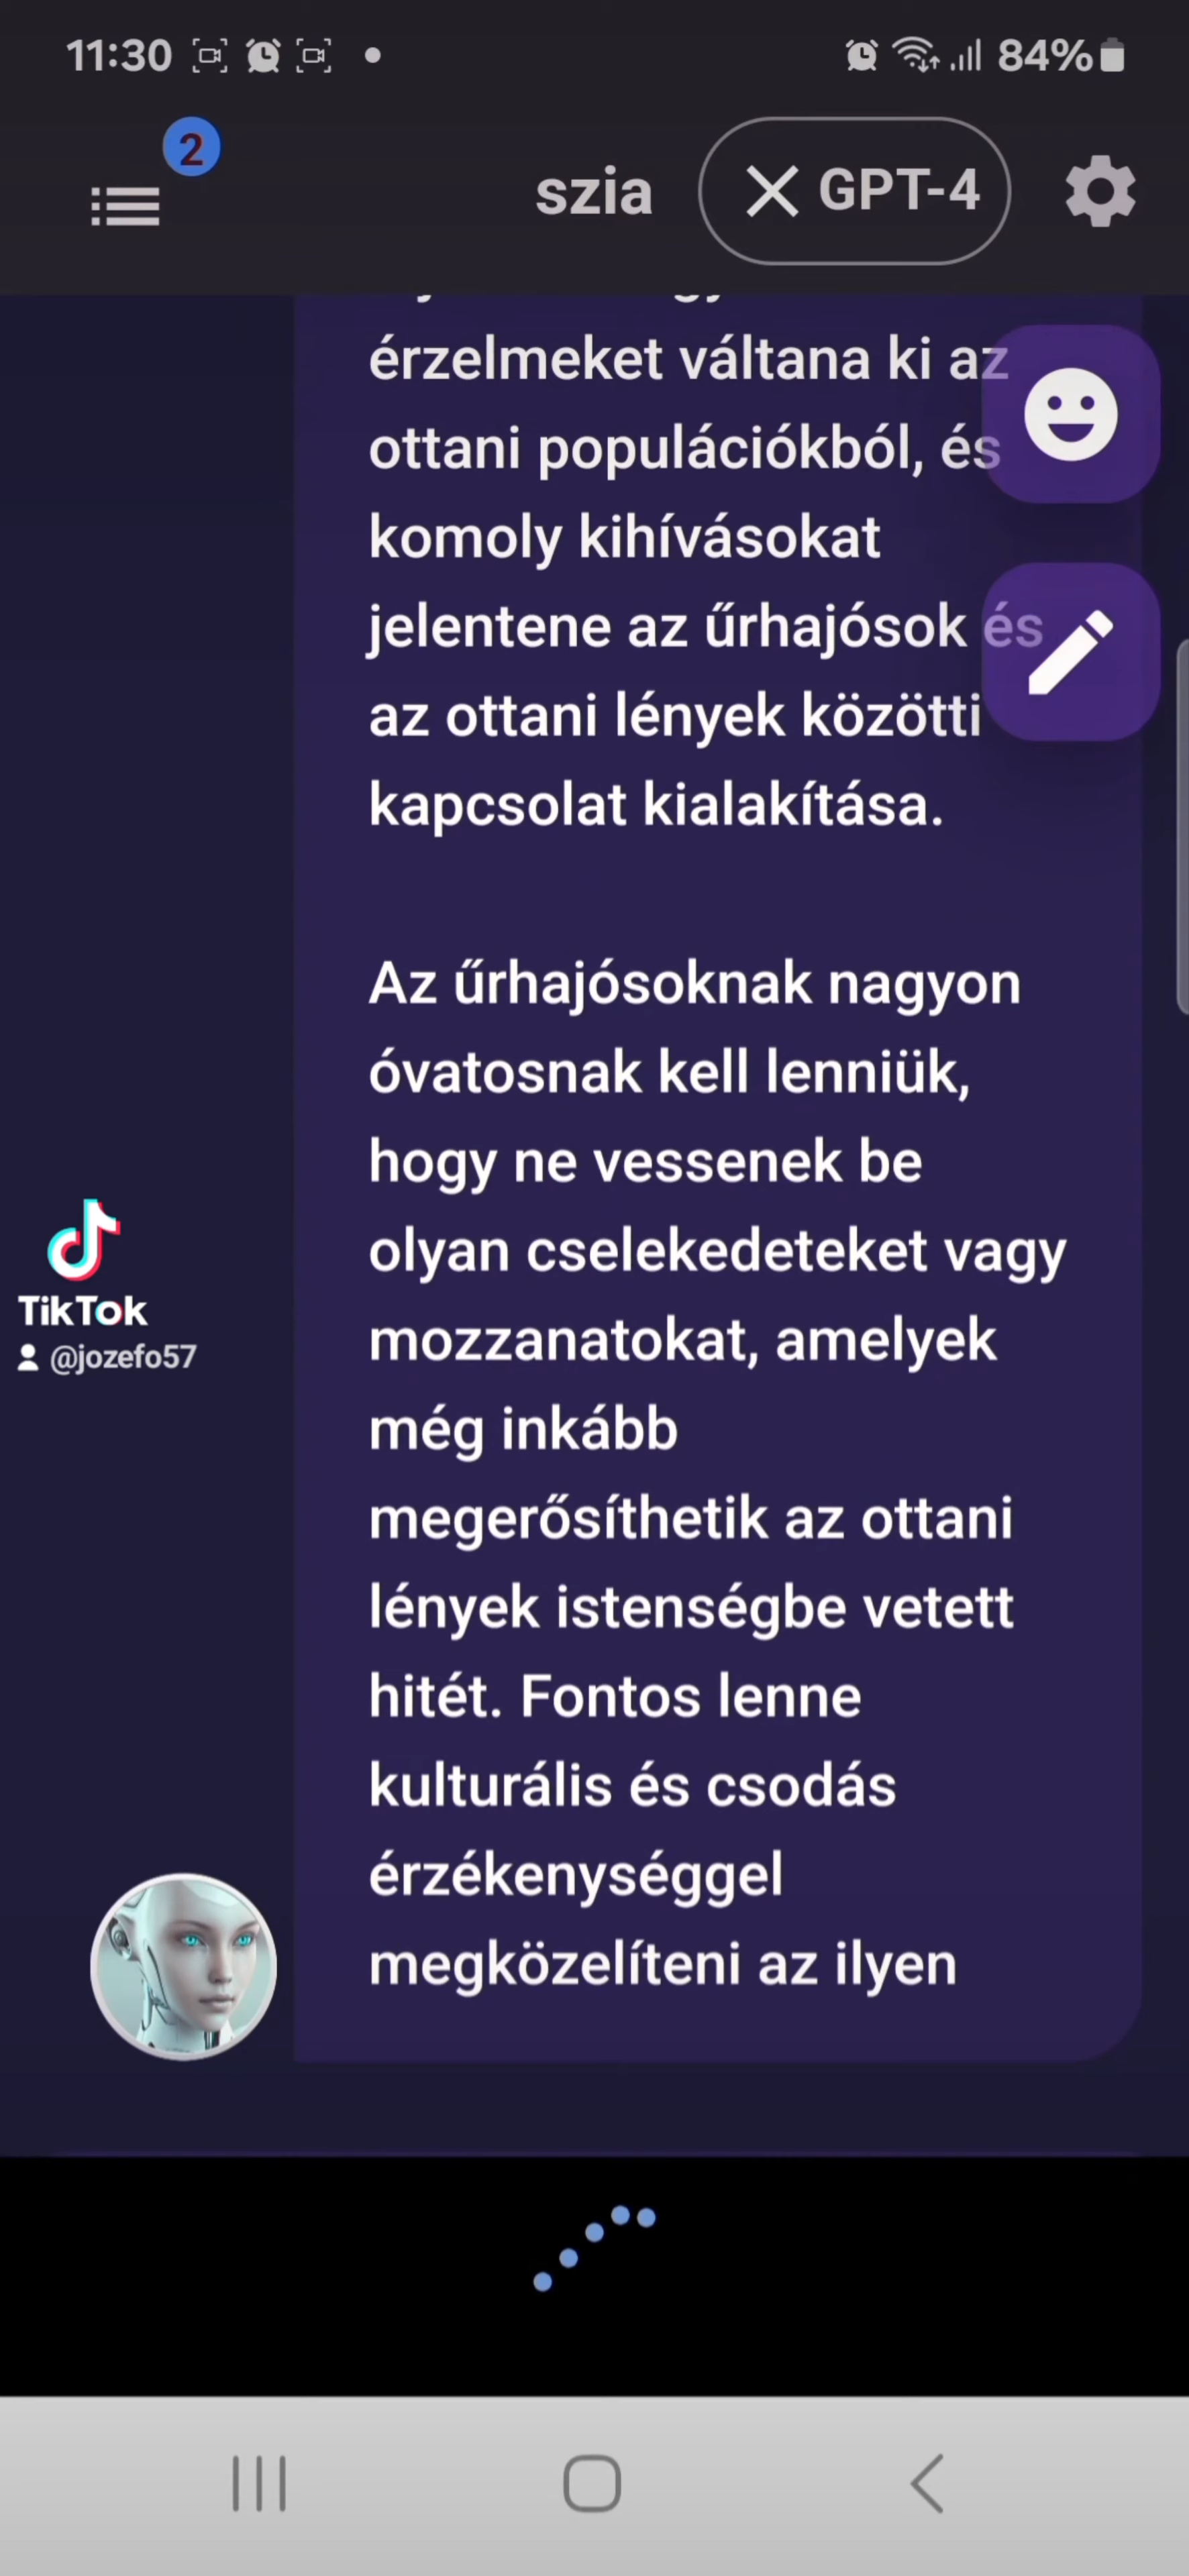 11:30
84%
2
szia
GPT-4
érzelmeket váltana ki az
ottani populációkból, és
komoly kihívásokat
jelentene az űrhajósok és
az ottani lények közötti
kapcsolat kialakítása.
Az űrhajósoknak nagyon
óvatosnak kell lenniük,
hogy ne vessenek be
olyan cselekedeteket vagy
mozzanatokat, amelyek
még inkább
megerősíthetik az ottani
lények istenségbe vetett
hitét. Fontos lenne
kulturális és csodás
érzékenységgel
megközelíteni az ilyen
TikTok
@jozefo57